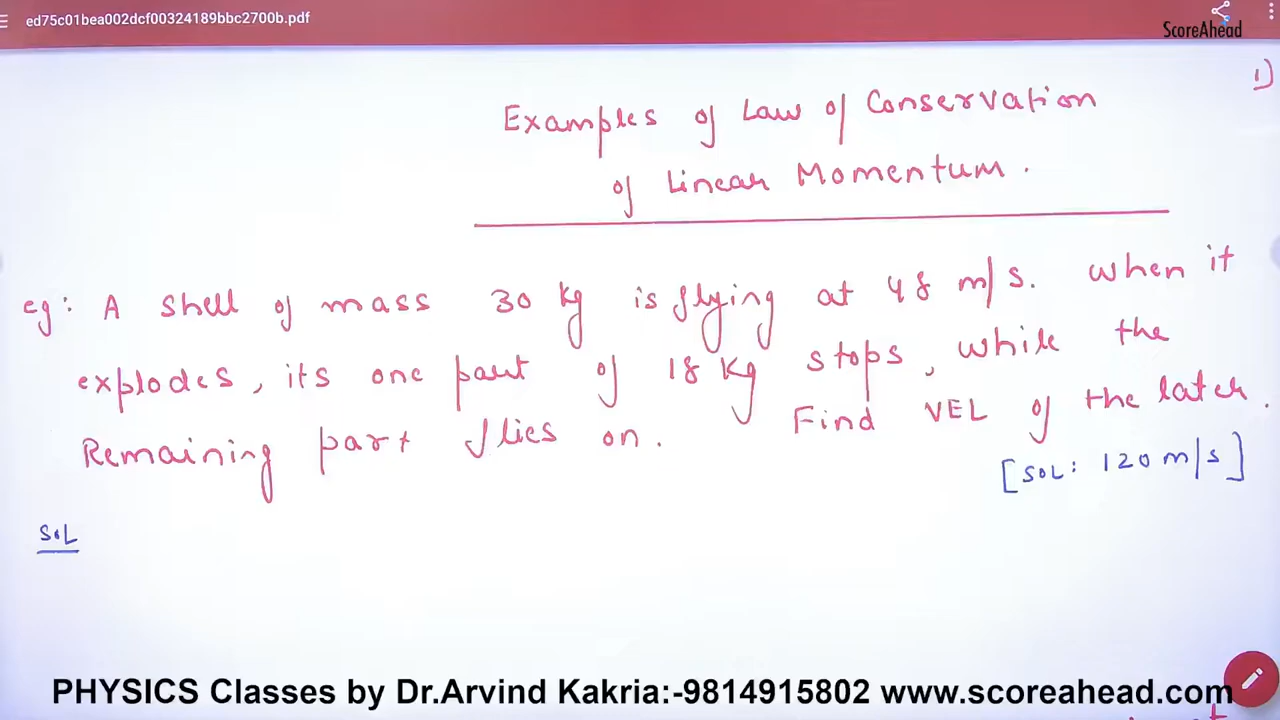 ed75c01bea002dcf00324189bbc2700b.pdf
ScoreAhead
1)
Examples of Law of Conservation
of Linear Momentum.
eg: A shell of mass 30 kg is flying at 48 m/s. when it
explodes, its one part of 18 kg stops, while the
Remaining part flies on. Find VEL of the later.
[SOL: 120 m/s]
SOL
PHYSICS Classes by Dr.Arvind Kakria:-9814915802 www.scoreahead.com